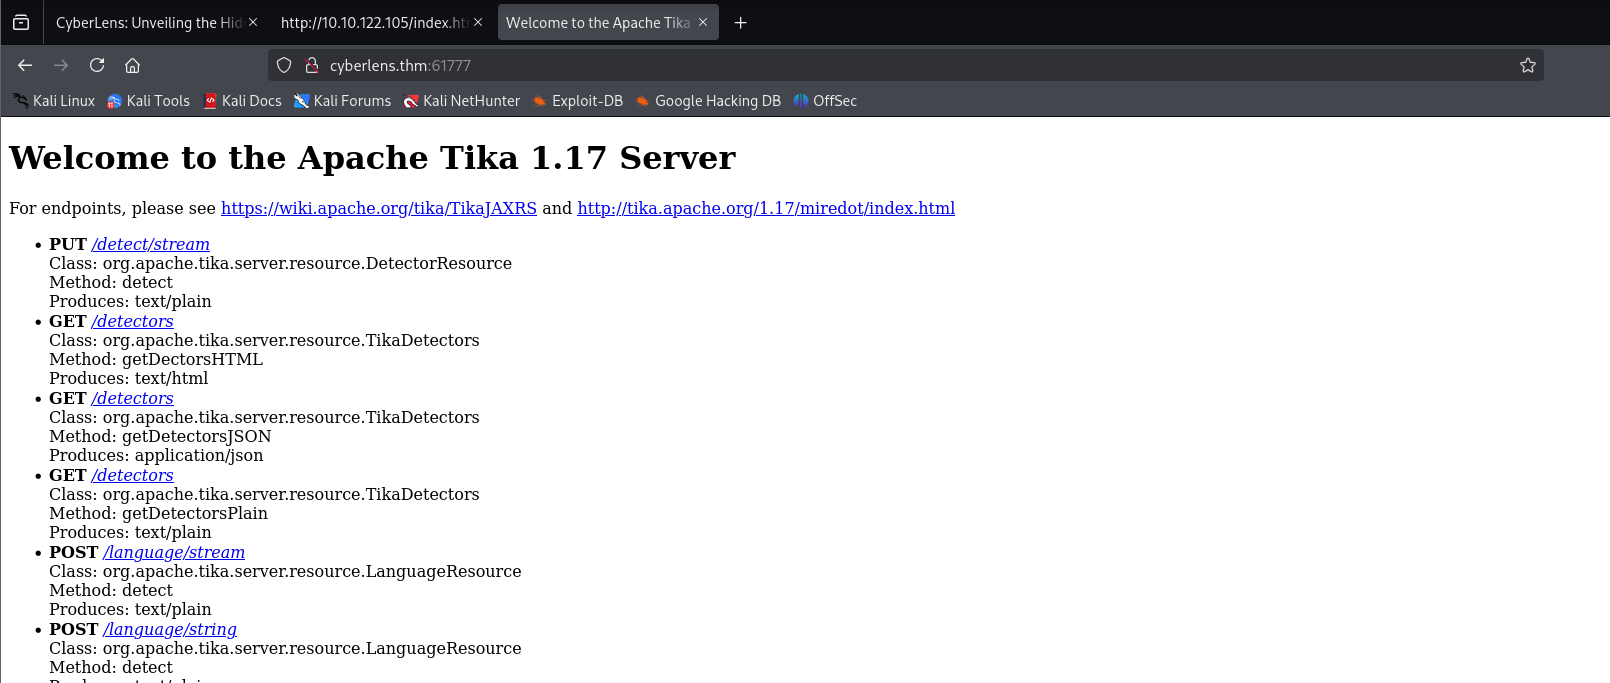 CyberLens: Unveiling the Hid
http://10.10.122.105/index.htm
Welcome to the Apache Tika
cyberlens.thm:61777
Kali Linux Kali Tools Kali Docs Kali Forums Kali NetHunter Exploit-DB Google Hacking DB OffSec
Welcome to the Apache Tika 1.17 Server
For endpoints, please see https://wiki.apache.org/tika/TikaJAXRS and http://tika.apache.org/1.17/miredot/index.html
• PUT /detect/stream
Class: org.apache.tika.server.resource.DetectorResource
Method: detect
Produces: text/plain
• GET /detectors
Class: org.apache.tika.server.resource.TikaDetectors
Method: getDectorsHTML
Produces: text/html
• GET /detectors
Class: org.apache.tika.server.resource.TikaDetectors
Method: getDetectorsJSON
Produces: application/json
• GET /detectors
Class: org.apache.tika.server.resource.TikaDetectors
Method: getDetectorsPlain
Produces: text/plain
• POST /language/stream
Class: org.apache.tika.server.resource.LanguageResource
Method: detect
Produces: text/plain
• POST /language/string
Class: org.apache.tika.server.resource.LanguageResource
Method: detect